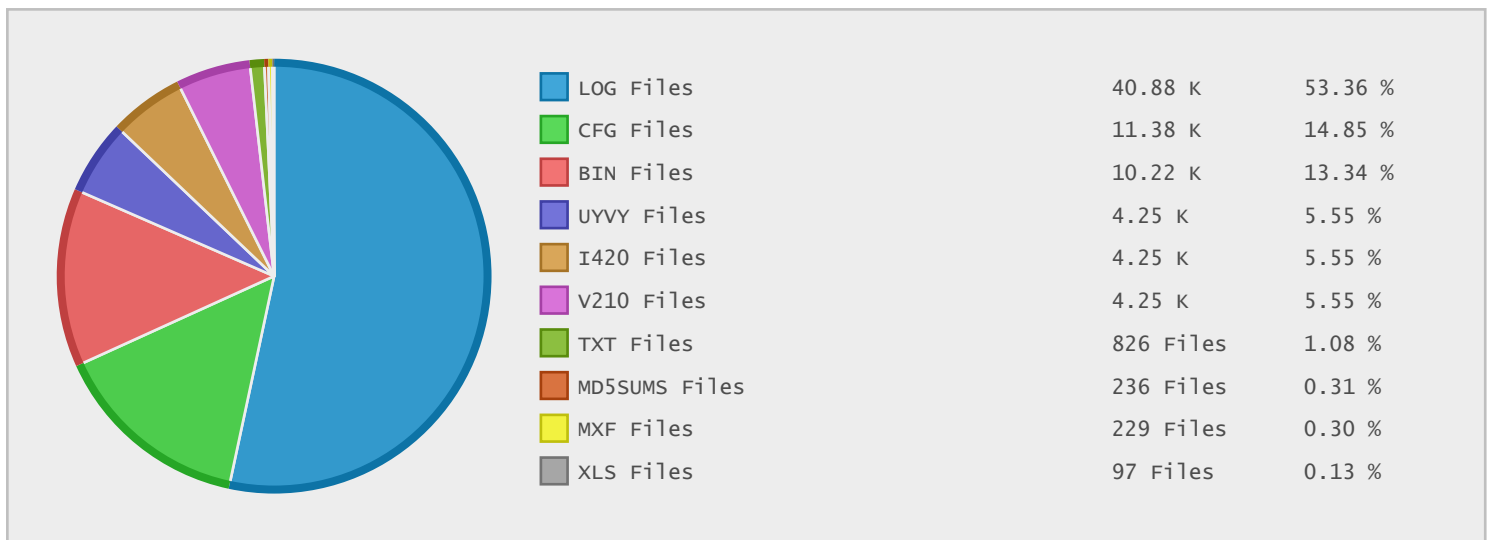 LOG Files 40.88 K 53.36 %
CFG Files 11.38 K 14.85 %
BIN Files 10.22 K 13.34 %
UYVY Files 4.25 K 5.55 %
I420 Files 4.25 K 5.55 %
V210 Files 4.25 K 5.55 %
TXT Files 826 Files 1.08 %
MD5SUMS Files 236 Files 0.31 %
MXF Files 229 Files 0.30 %
XLS Files 97 Files 0.13 %